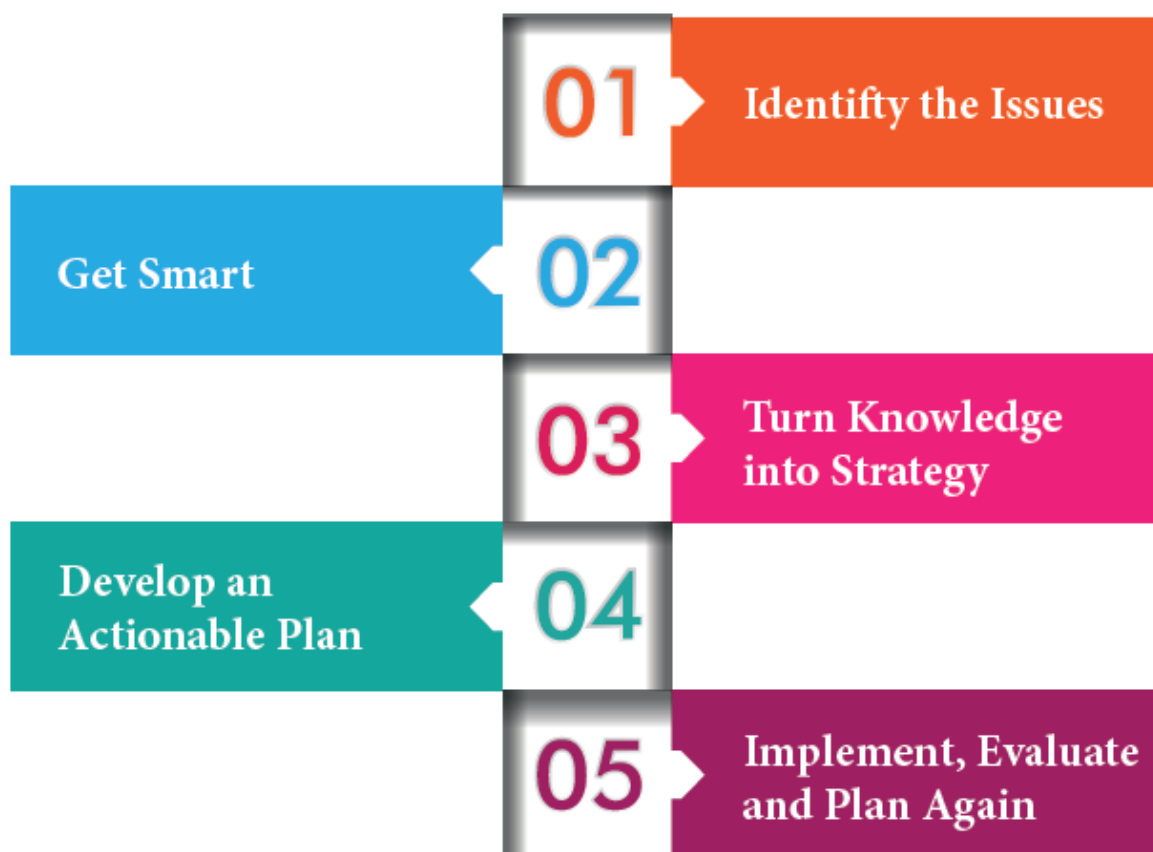 01
Identifty the Issues
02
Get Smart
03
Turn Knowledge
into Strategy
04
Develop an
Actionable Plan
05
Implement, Evaluate
and Plan Again